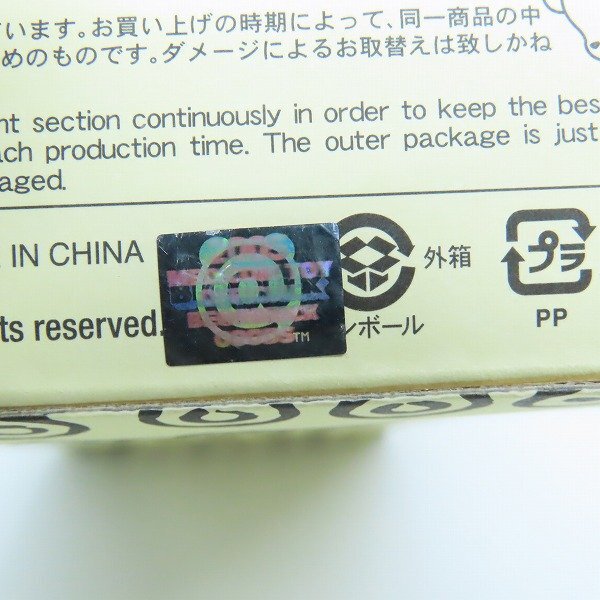 ています。お買い上げの時期によって、同一商品の中
めのものです。ダメージによるお取替えは致しかね
nt section continuously in order to keep the bes
ach production time. The outer package is just
aged.
IN CHINA
外箱
プラ
ts reserved.
TM
ンボール
PP